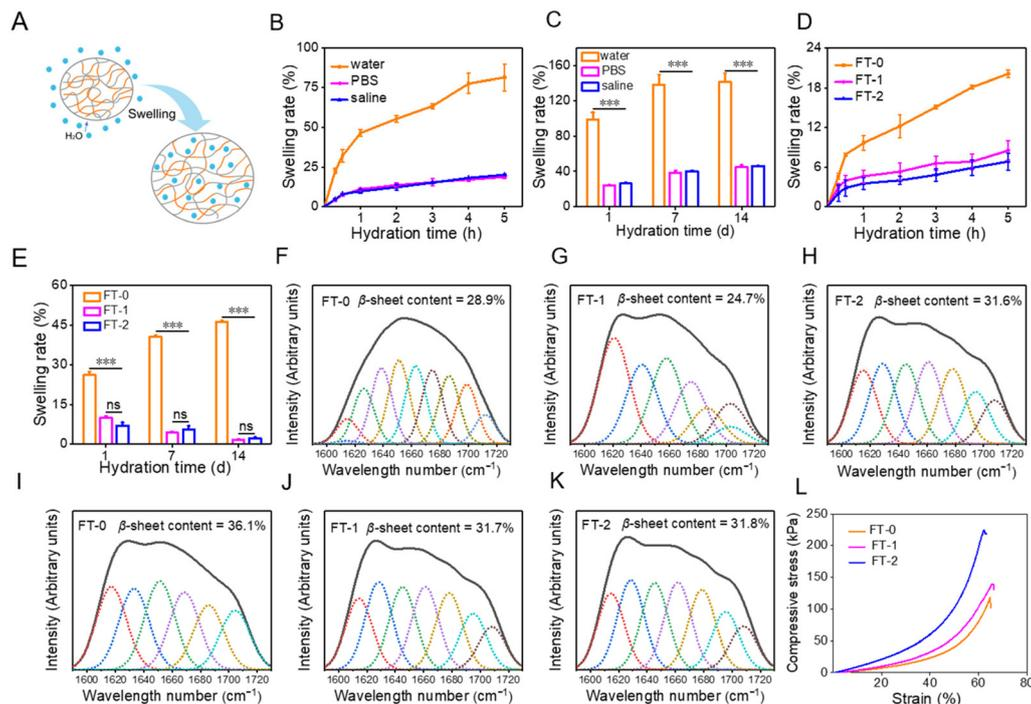 A
H₂O
Swelling
B
Swelling rate (%)
100
75
50
25
0
water
PBS
saline
1 2 3 4 5
Hydration time (h)
C
Swelling rate (%)
160
120
80
40
0
water
PBS
saline
***
***
***
1 7 14
Hydration time (d)
D
Swelling rate (%)
24
18
12
6
0
FT-0
FT-1
FT-2
1 2 3 4 5
Hydration time (h)
E
Swelling rate (%)
60
45
30
15
0
FT-0
FT-1
FT-2
***
***
***
ns
ns
ns
1 7 14
Hydration time (d)
F
FT-0 β-sheet content = 28.9%
Intensity (Arbitrary units)
1600 1620 1640 1660 1680 1700 1720
Wavelength number (cm⁻¹)
G
FT-1 β-sheet content = 24.7%
Intensity (Arbitrary units)
1600 1620 1640 1660 1680 1700 1720
Wavelength number (cm⁻¹)
H
FT-2 β-sheet content = 31.6%
Intensity (Arbitrary units)
1600 1620 1640 1660 1680 1700 1720
Wavelength number (cm⁻¹)
I
FT-0 β-sheet content = 36.1%
Intensity (Arbitrary units)
1600 1620 1640 1660 1680 1700 1720
Wavelength number (cm⁻¹)
J
FT-1 β-sheet content = 31.7%
Intensity (Arbitrary units)
1600 1620 1640 1660 1680 1700 1720
Wavelength number (cm⁻¹)
K
FT-2 β-sheet content = 31.8%
Intensity (Arbitrary units)
1600 1620 1640 1660 1680 1700 1720
Wavelength number (cm⁻¹)
L
Compressive stress (kPa)
250
200
150
100
50
0
FT-0
FT-1
FT-2
20 40 60 80
Strain (%)